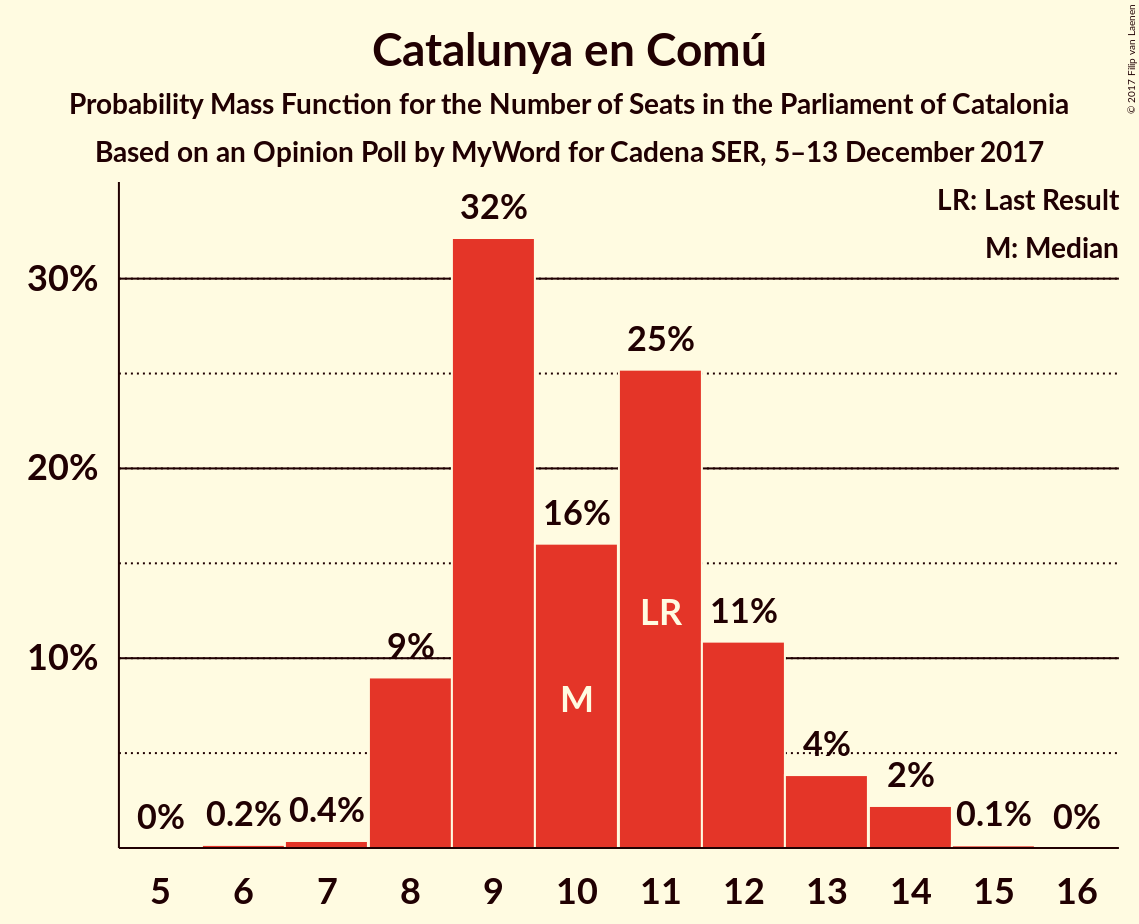 © 2017 Filip van Laenen
Catalunya en Comú
Probability Mass Function for the Number of Seats in the Parliament of Catalonia
Based on an Opinion Poll by MyWord for Cadena SER, 5–13 December 2017
LR: Last Result
M: Median
32%
30%
25%
20%
16%
LR
11%
9%
10%
M
4%
2%
0%
0.2%
0.4%
0.1%
0%
5 6 7 8 9 10 11 12 13 14 15 16